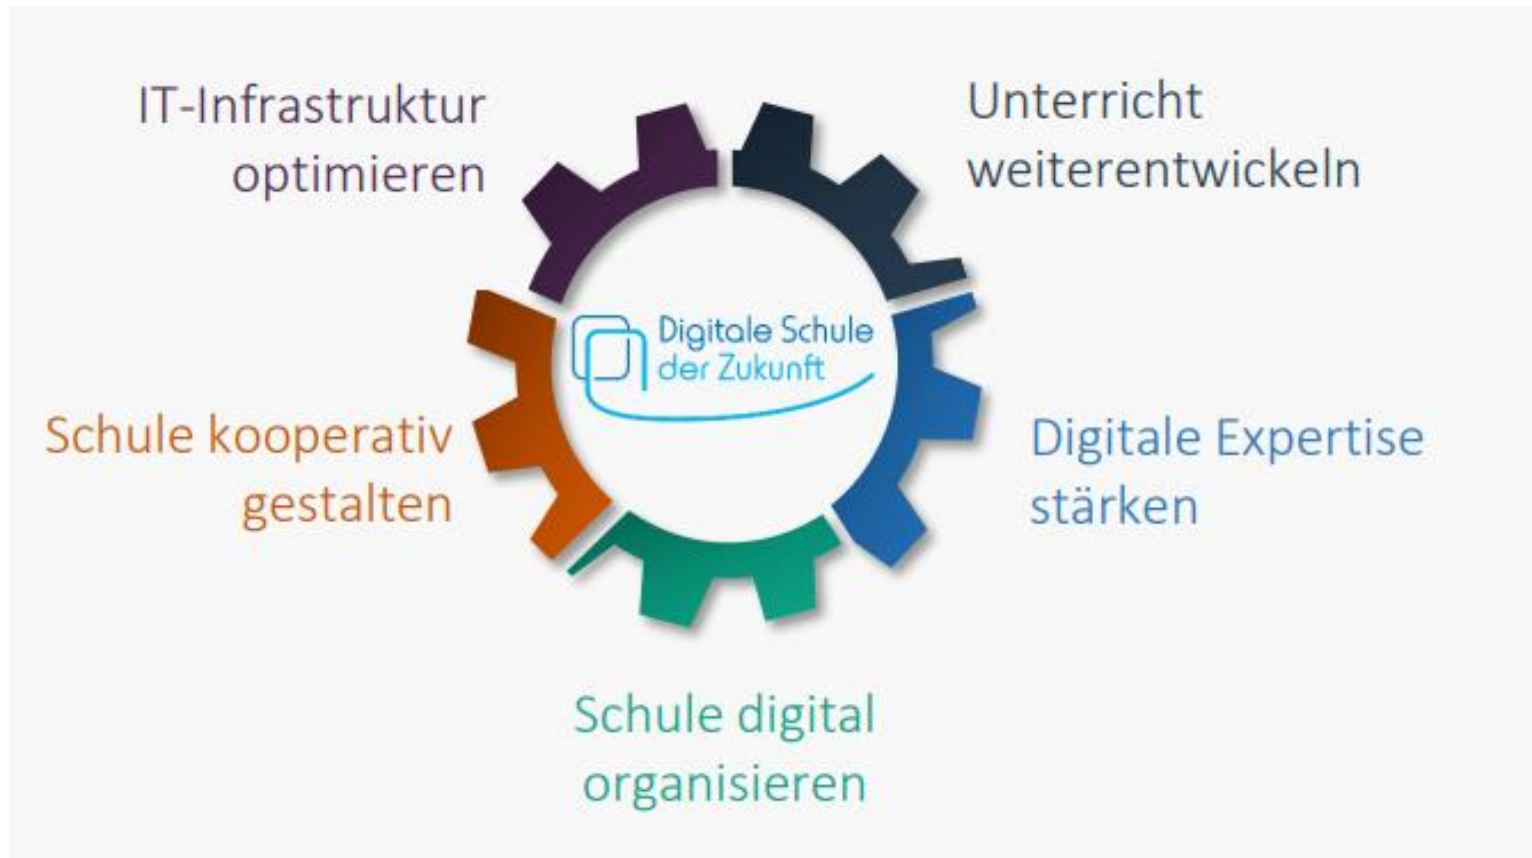 IT-Infrastruktur
optimieren
Unterricht
weiterentwickeln
Digitale Schule
der Zukunft
Schule kooperativ
gestalten
Digitale Expertise
stärken
Schule digital
organisieren